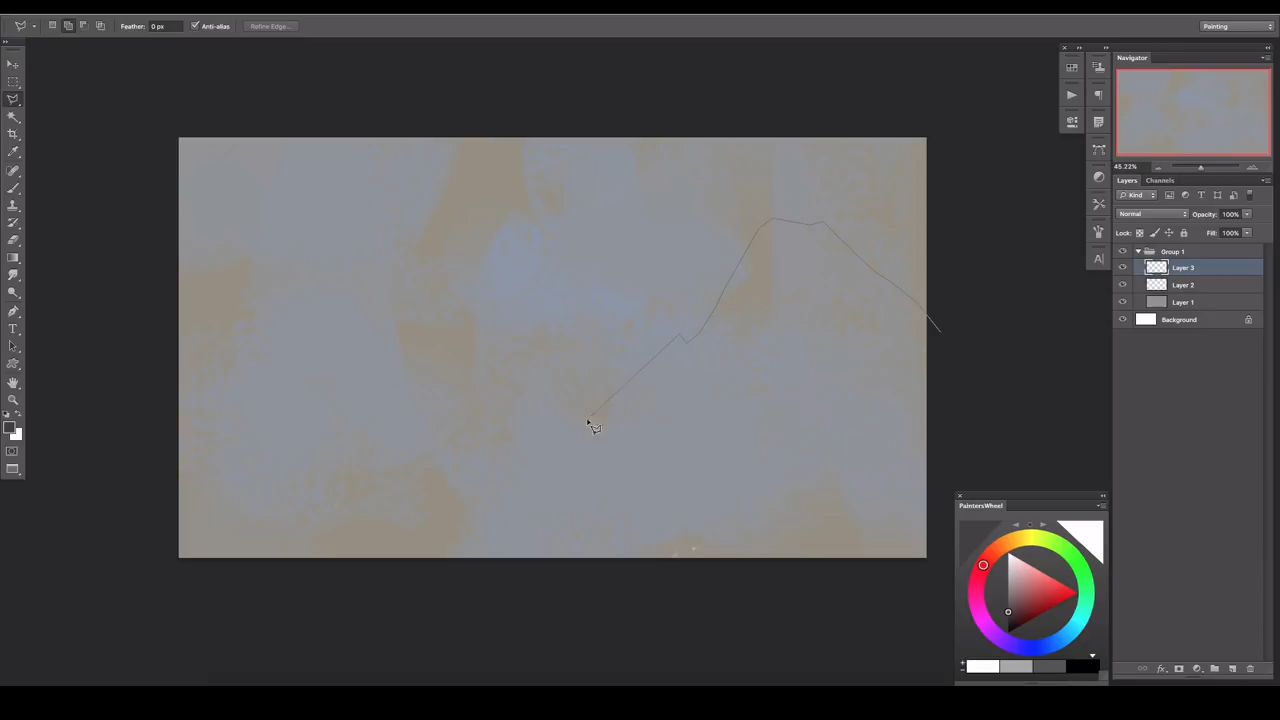 Feather: 0 px Anti-alias Refine Edge... Painting
Navigator
45.22%
Layers Channels
Kind
Normal Opacity: 100%
Lock: Fill: 100%
Group 1
Layer 3
Layer 2
Layer 1
Background
PaintersWheel